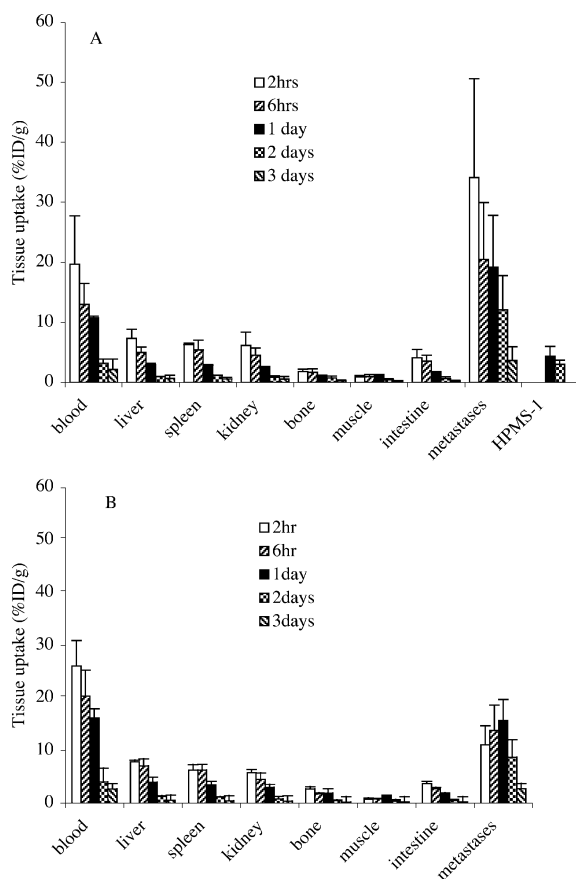 60
A
50
40
30
20
10
0
Tissue uptake (%ID/g)
2hrs
6hrs
1 day
2 days
3 days
blood
liver
spleen
kidney
bone
muscle
intestine
metastases
HPMS-1
60
B
50
40
30
20
10
0
Tissue uptake (%ID/g)
2hr
6hr
1day
2days
3days
blood
liver
spleen
kidney
bone
muscle
intestine
metastases